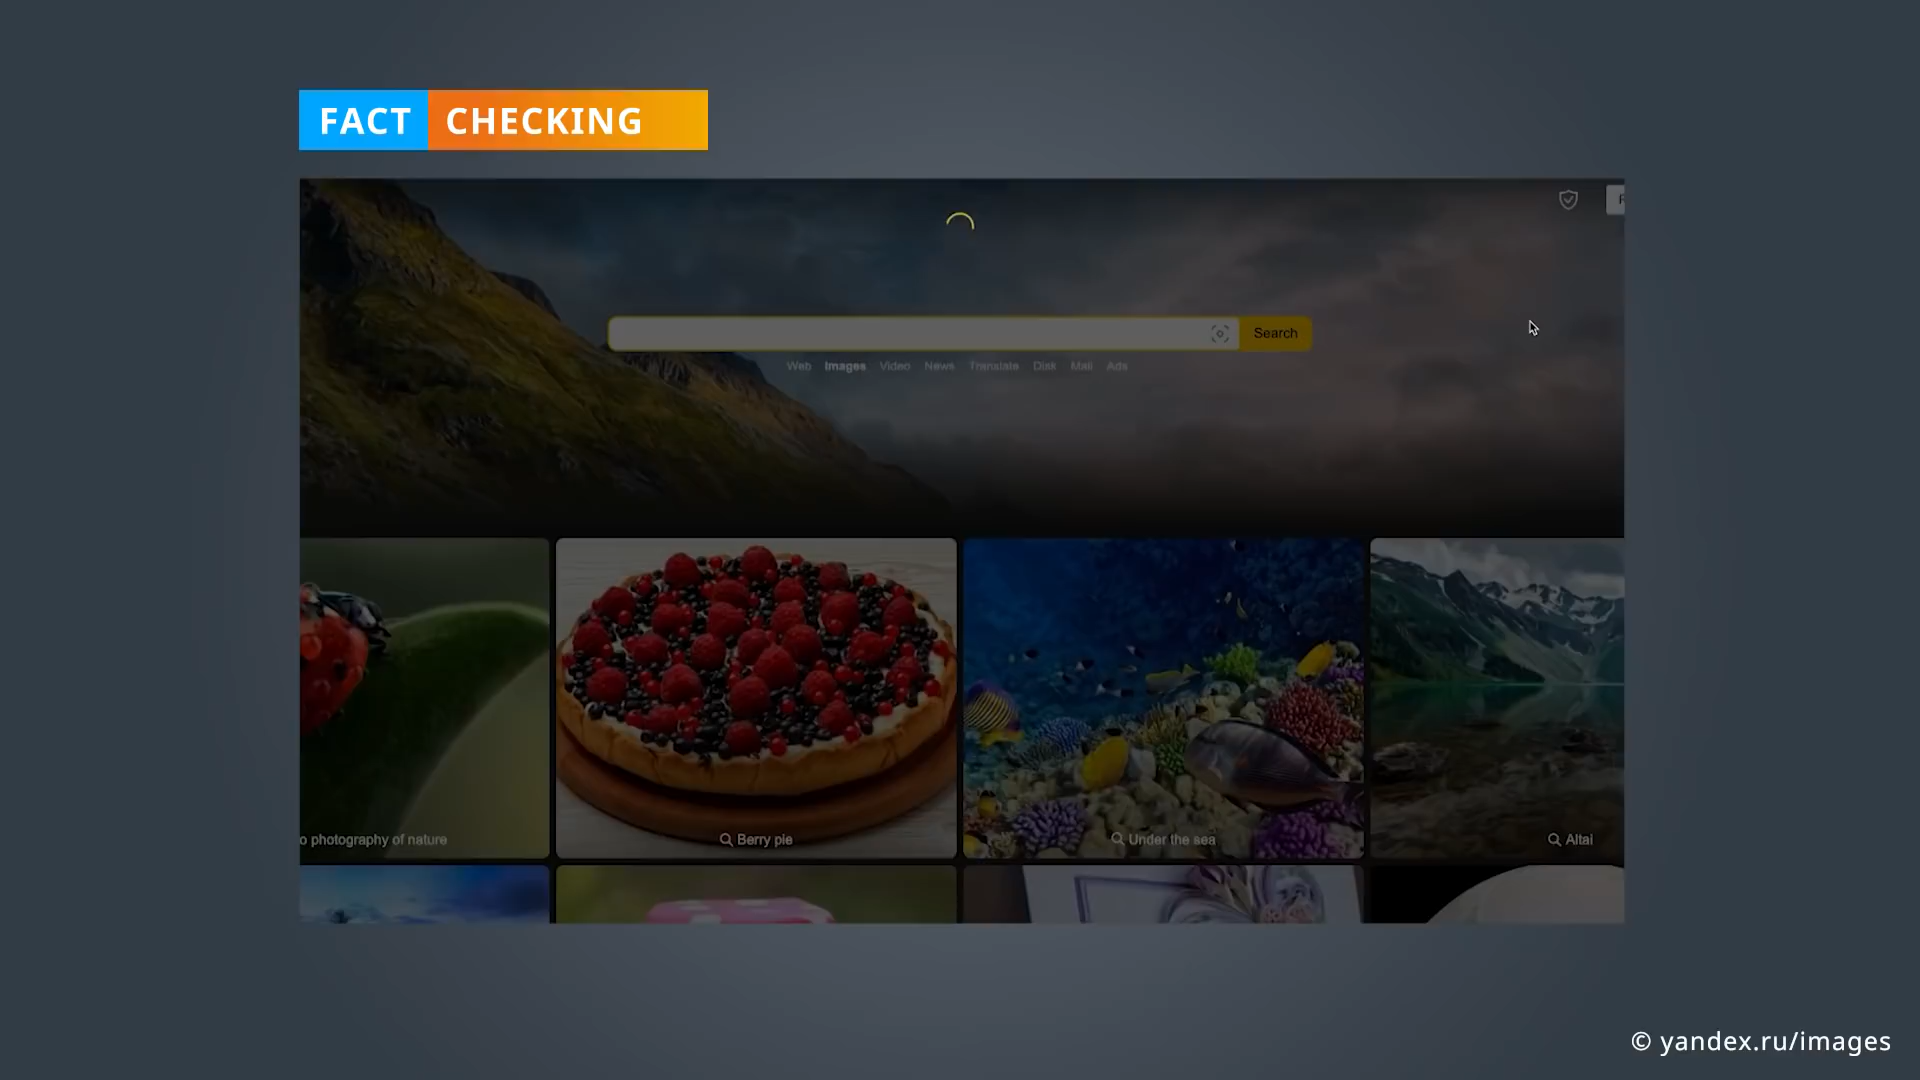 FACT CHECKING
Search
Web Images Video News Translate Disk Mail Ads
o photography of nature
Berry pie
Under the sea
Altai
© yandex.ru/images